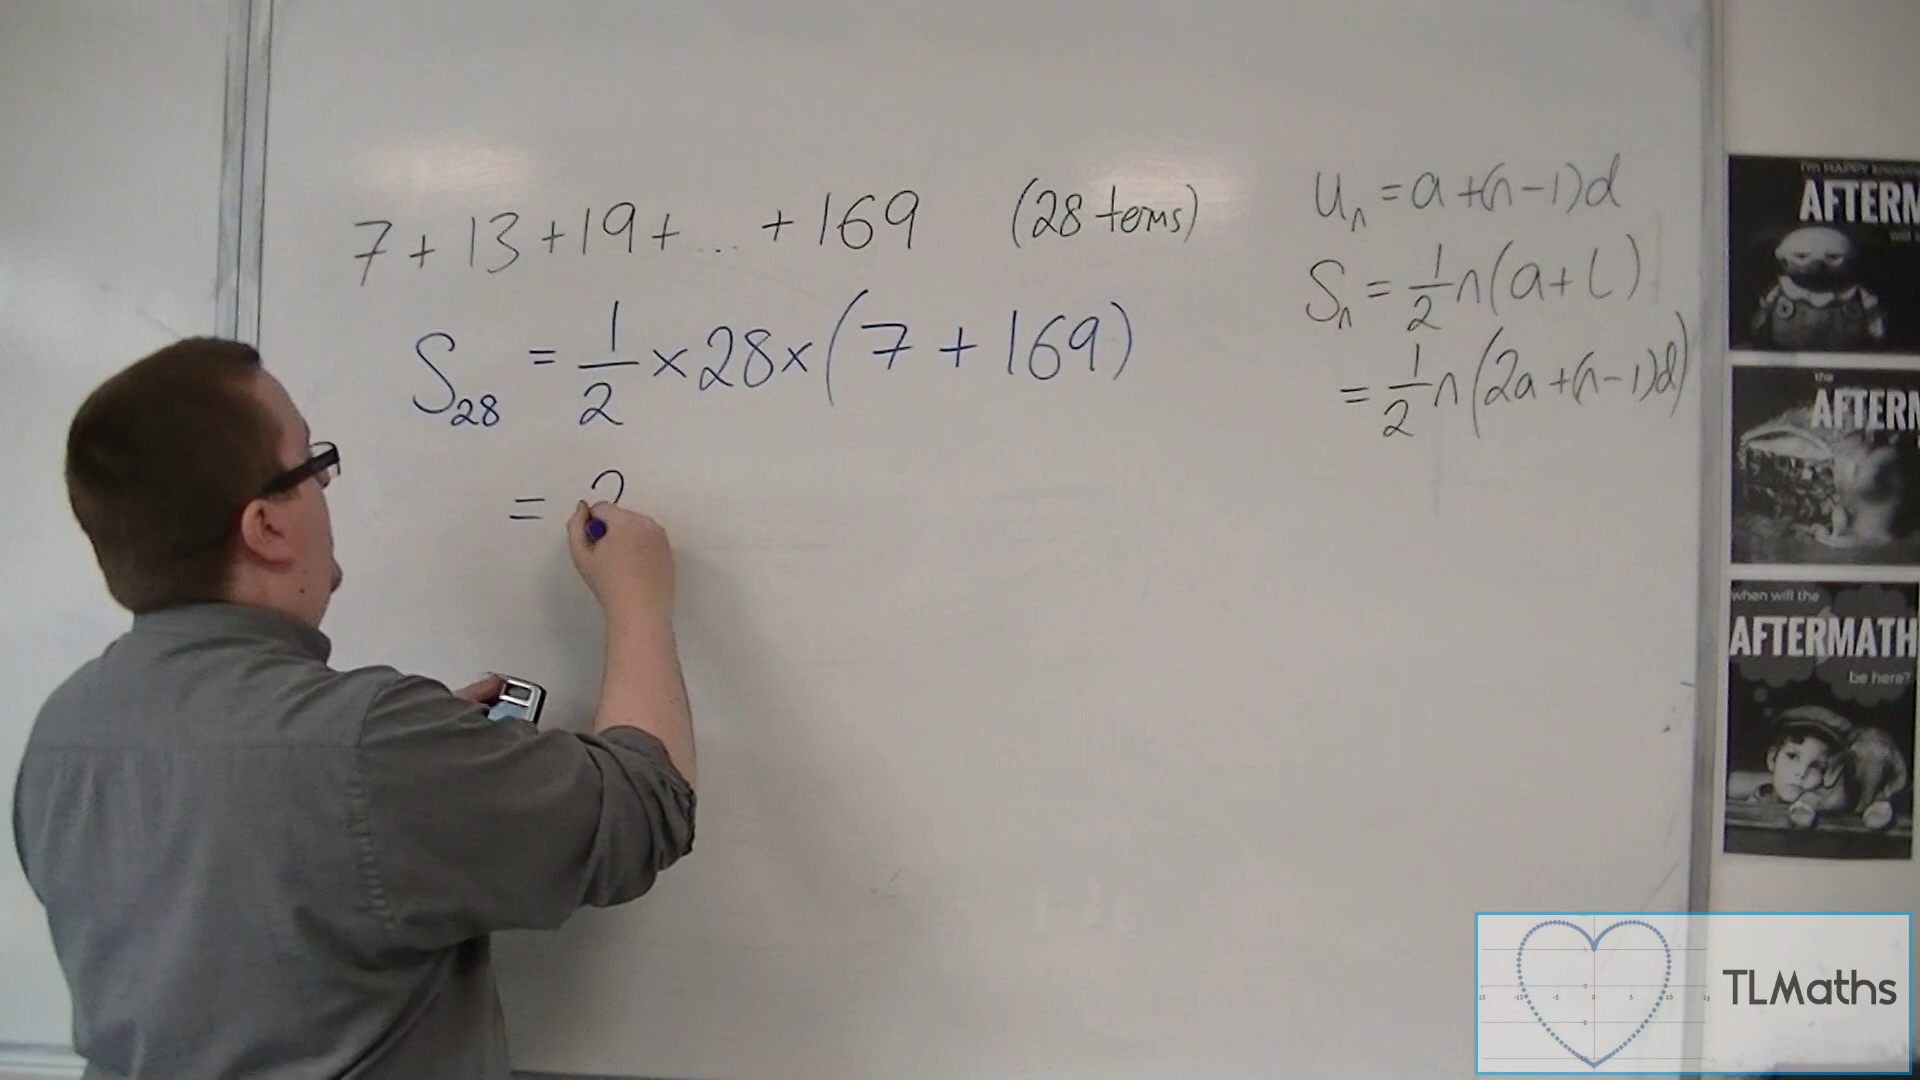 7 + 13 + 19 + ... + 169 (28 terms)
S₂₈ = 1/2 × 28 × (7 + 169)
= 2
Uₙ = a + (n-1)d
Sₙ = 1/2 n(a + L)
= 1/2 n(2a + (n-1)d)
AFTERM
the
AFTERM
when will the
AFTERMATH
be here?
TLMaths